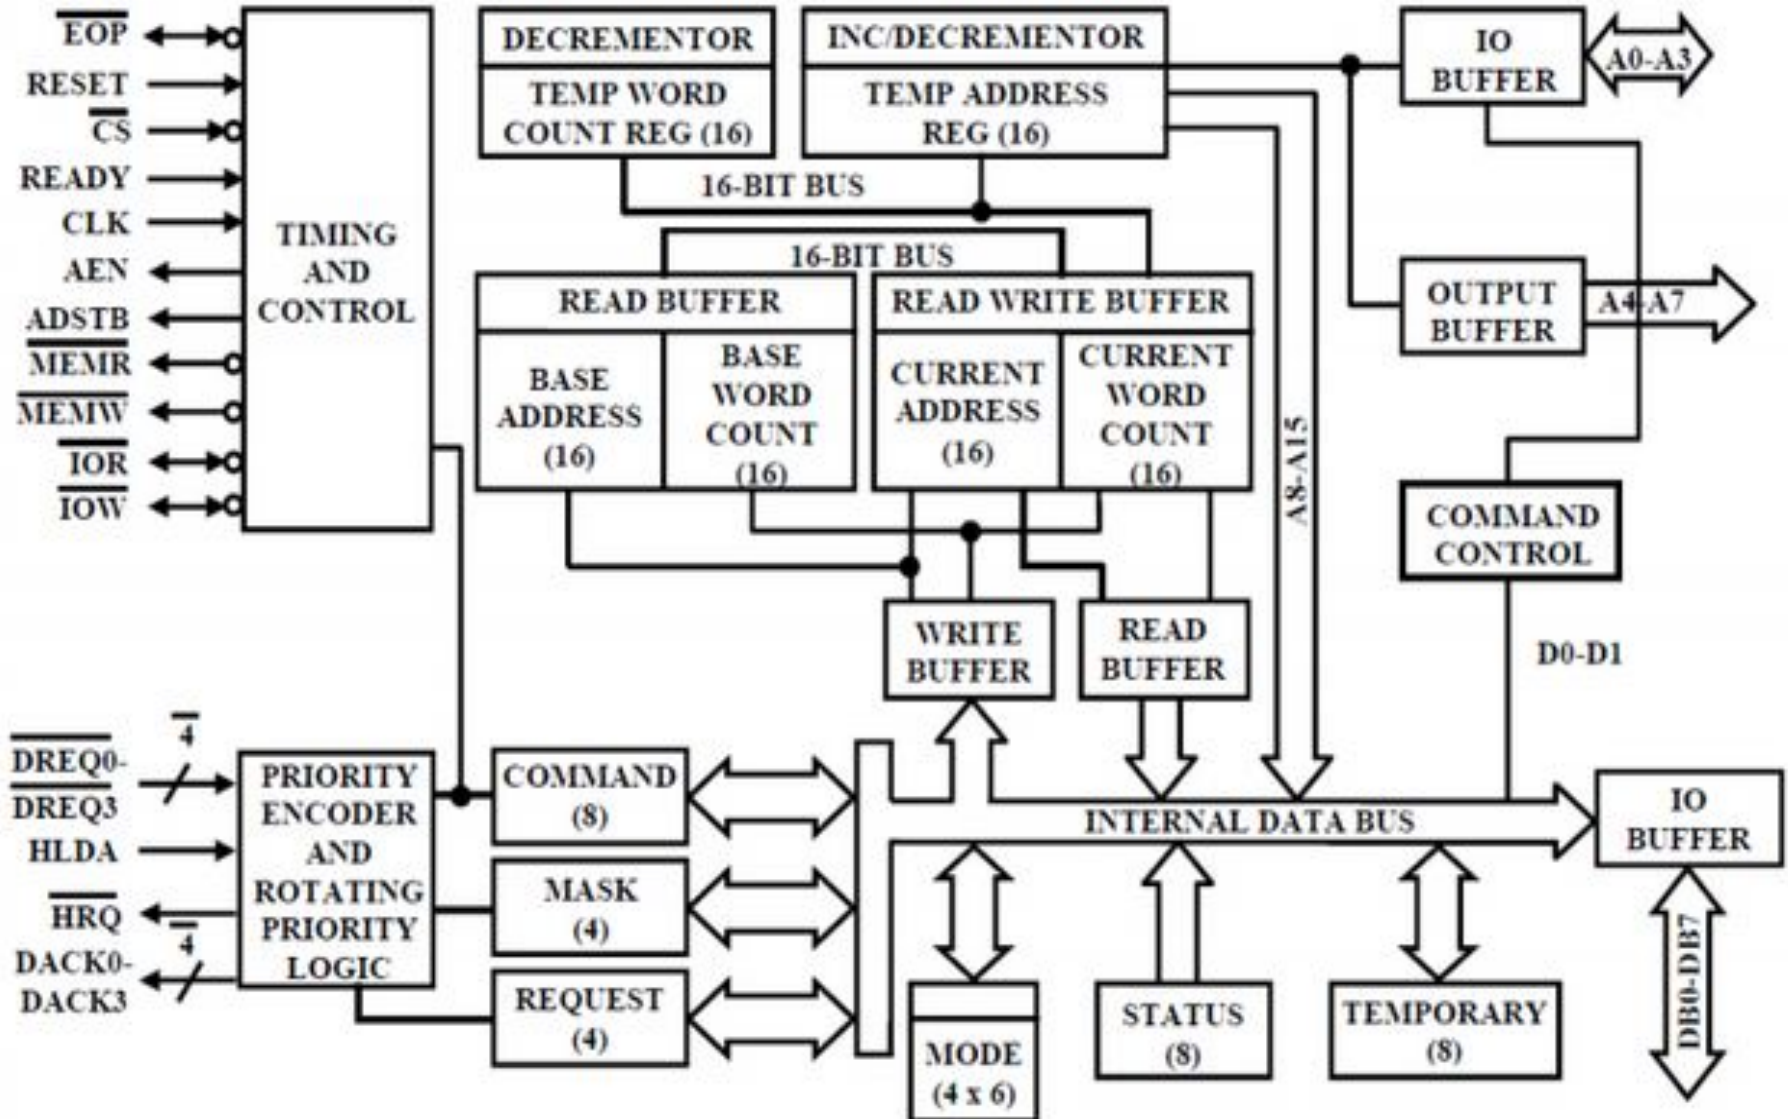 EOP
RESET
CS
READY
CLK
AEN
ADSTB
MEMR
MEMW
IOR
IOW
TIMING
AND
CONTROL
DECREMENTOR
TEMP WORD
COUNT REG (16)
INC/DECREMENTOR
TEMP ADDRESS
REG (16)
16-BIT BUS
16-BIT BUS
READ BUFFER
BASE
ADDRESS
(16)
BASE
WORD
COUNT
(16)
READ WRITE BUFFER
CURRENT
ADDRESS
(16)
CURRENT
WORD
COUNT
(16)
IO
BUFFER
A0-A3
OUTPUT
BUFFER
A4-A7
A8-A15
COMMAND
CONTROL
D0-D1
WRITE
BUFFER
READ
BUFFER
DREQ0-
DREQ3
4
HLDA
HRQ
4
DACK0-
DACK3
PRIORITY
ENCODER
AND
ROTATING
PRIORITY
LOGIC
COMMAND
(8)
MASK
(4)
REQUEST
(4)
INTERNAL DATA BUS
IO
BUFFER
DB0-DB7
MODE
(4 x 6)
STATUS
(8)
TEMPORARY
(8)